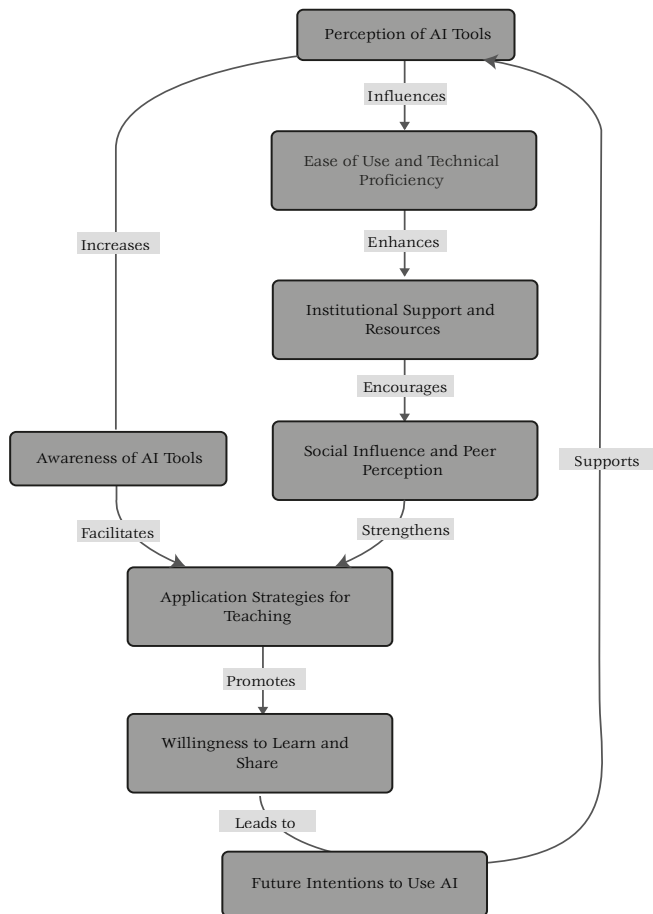 Perception of AI Tools
Influences
Ease of Use and Technical
Proficiency
Increases
Enhances
Institutional Support and
Resources
Encourages
Awareness of AI Tools
Social Influence and Peer
Perception
Supports
Facilitates
Strengthens
Application Strategies for
Teaching
Promotes
Willingness to Learn and
Share
Leads to
Future Intentions to Use AI